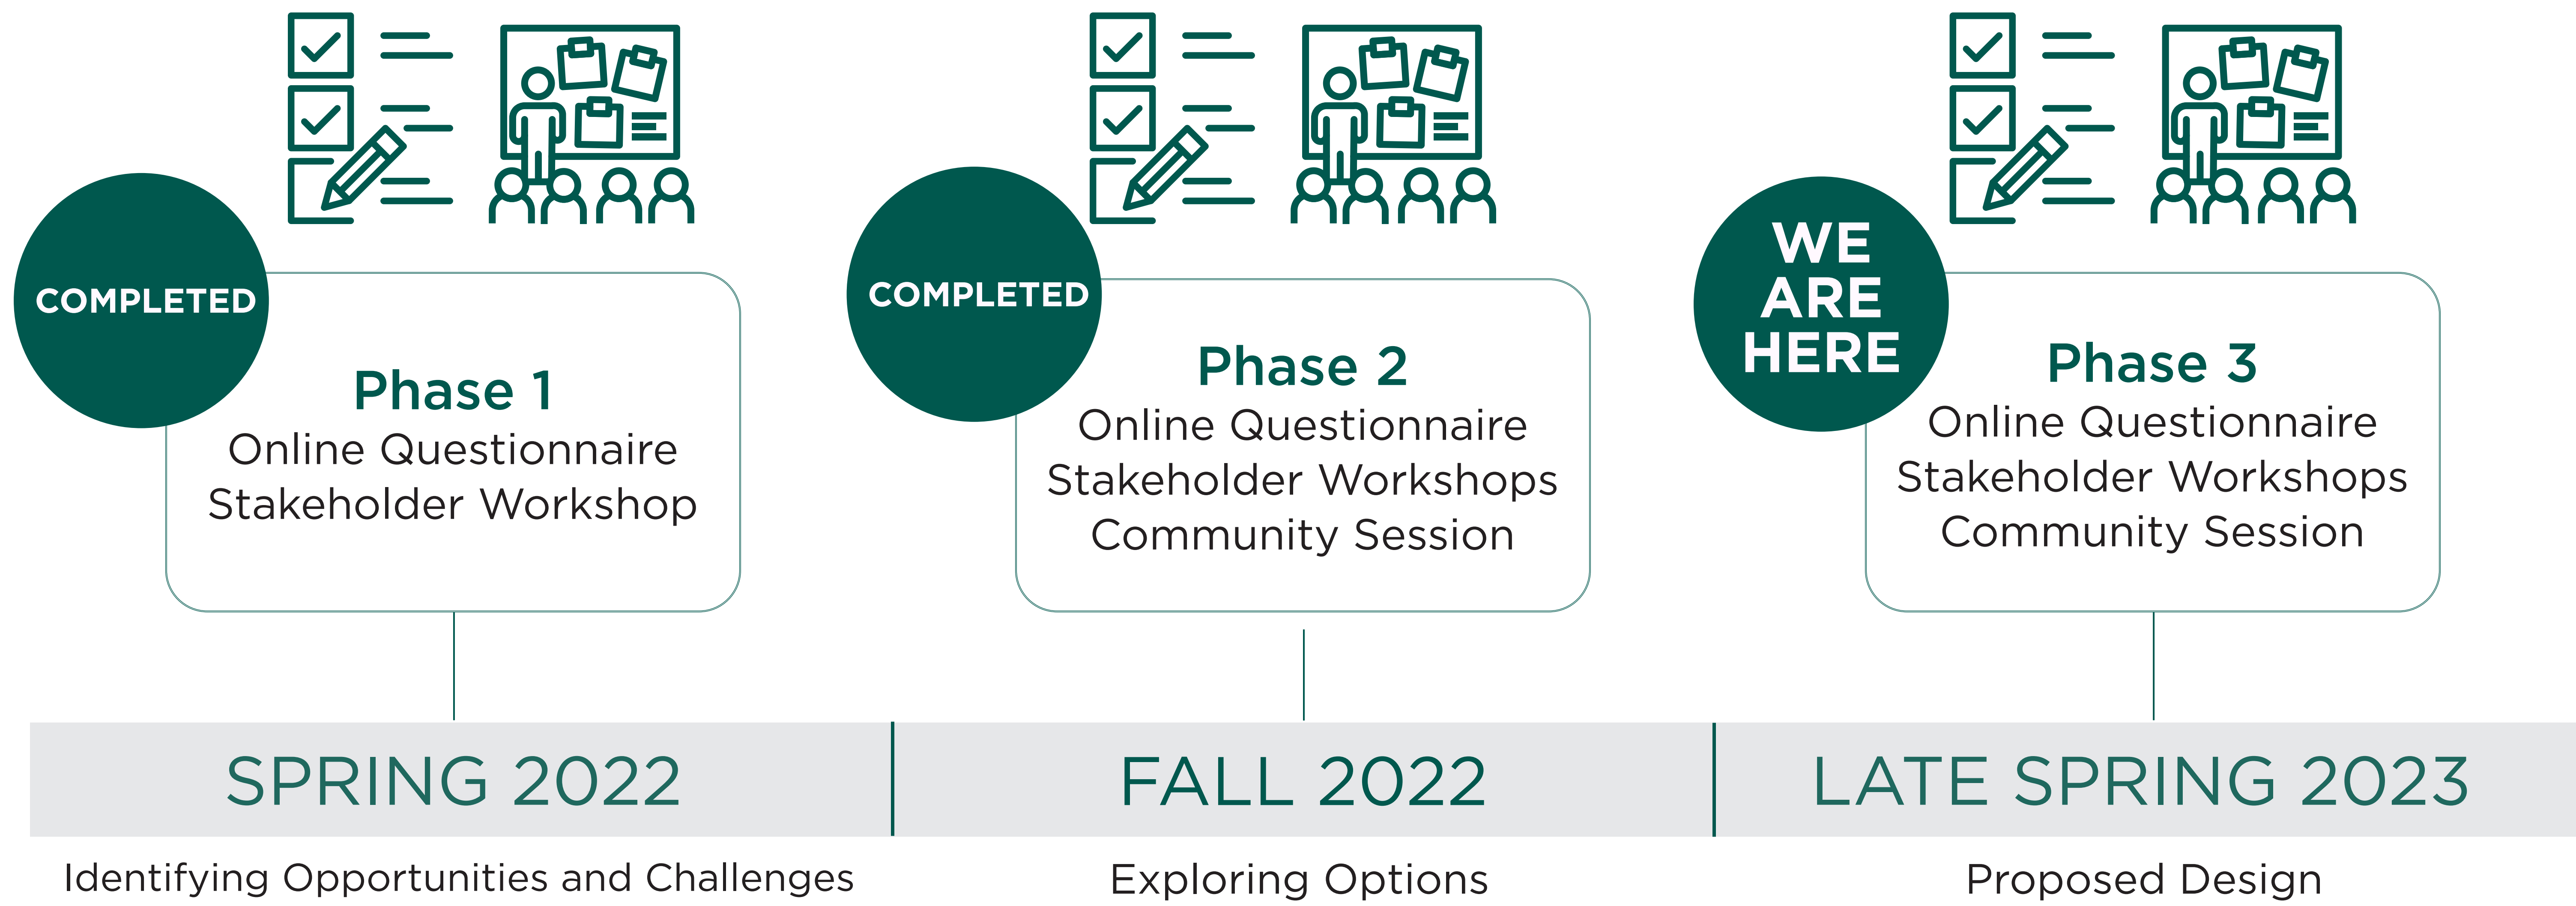 COMPLETED
Phase 1
Online Questionnaire
Stakeholder Workshop
COMPLETED
Phase 2
Online Questionnaire
Stakeholder Workshops
Community Session
WE
ARE
HERE
Phase 3
Online Questionnaire
Stakeholder Workshops
Community Session
SPRING 2022
FALL 2022
LATE SPRING 2023
Identifying Opportunities and Challenges
Exploring Options
Proposed Design